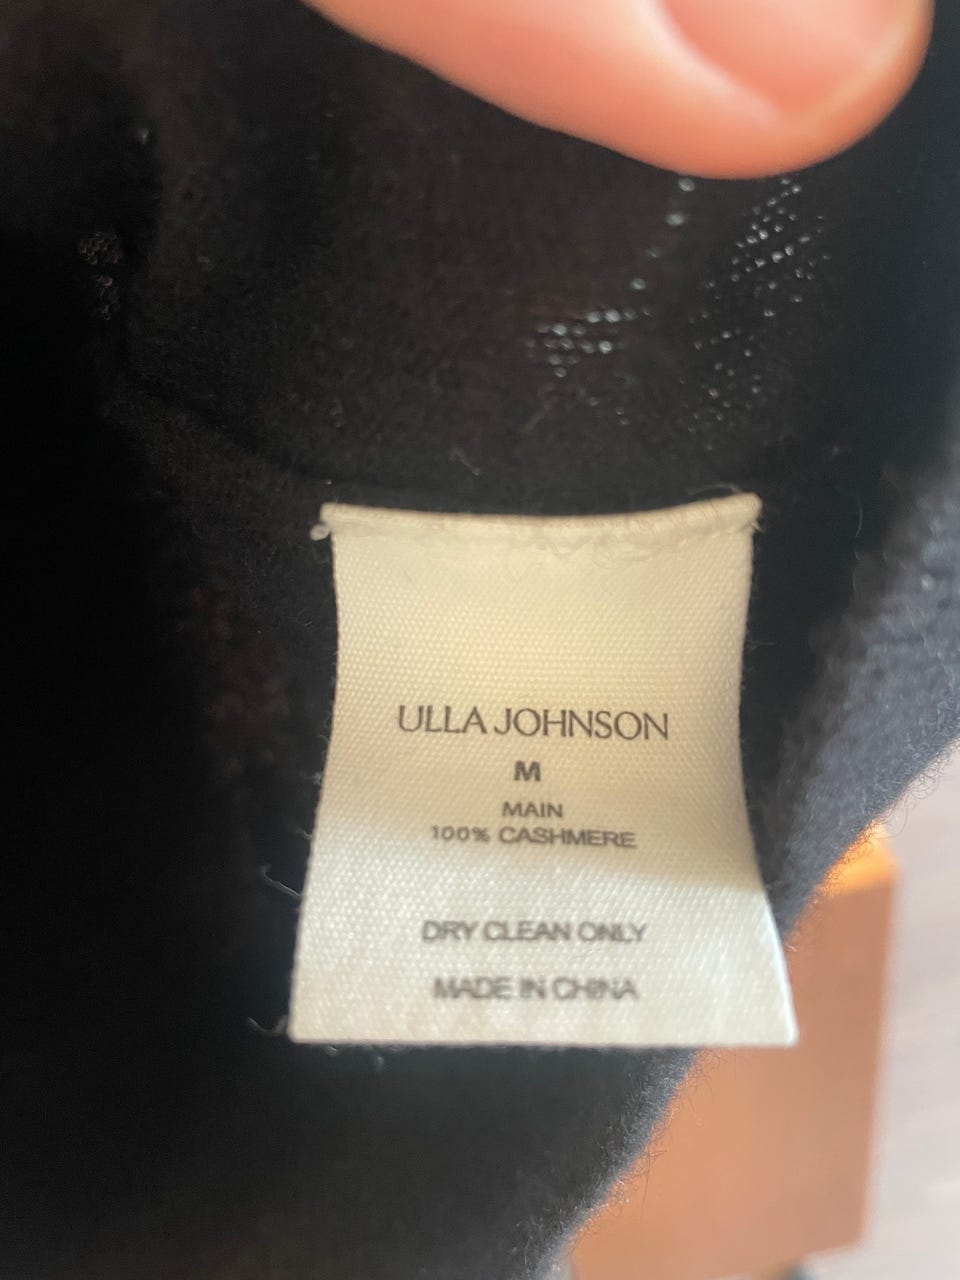 ULLA JOHNSON
M
MAIN
100% CASHMERE
DRY CLEAN ONLY
MADE IN CHINA